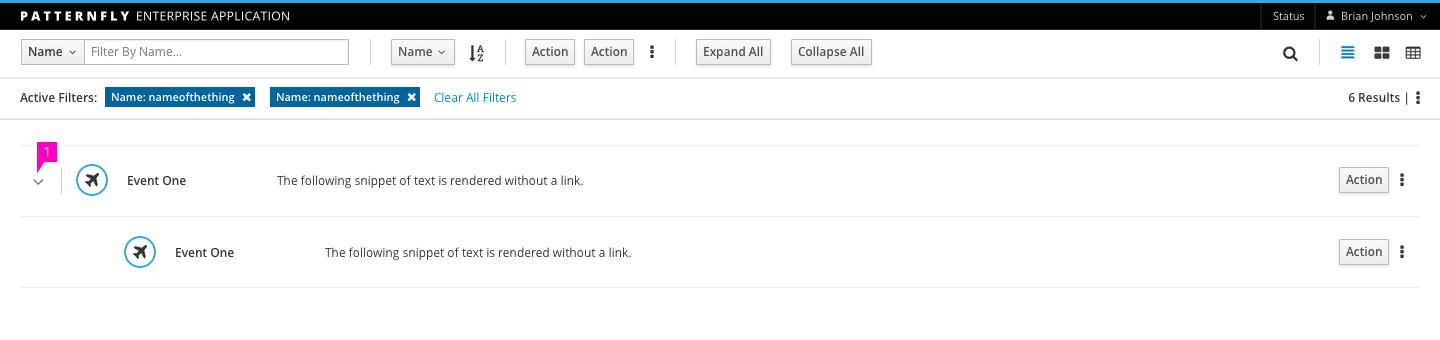 PATTERNFLY ENTERPRISE APPLICATION Status Brian Johnson
Name Filter By Name... Name A Z Action Action Expand All Collapse All
Active Filters: Name: nameofthething Name: nameofthething Clear All Filters 6 Results |
1
Event One The following snippet of text is rendered without a link. Action
Event One The following snippet of text is rendered without a link. Action